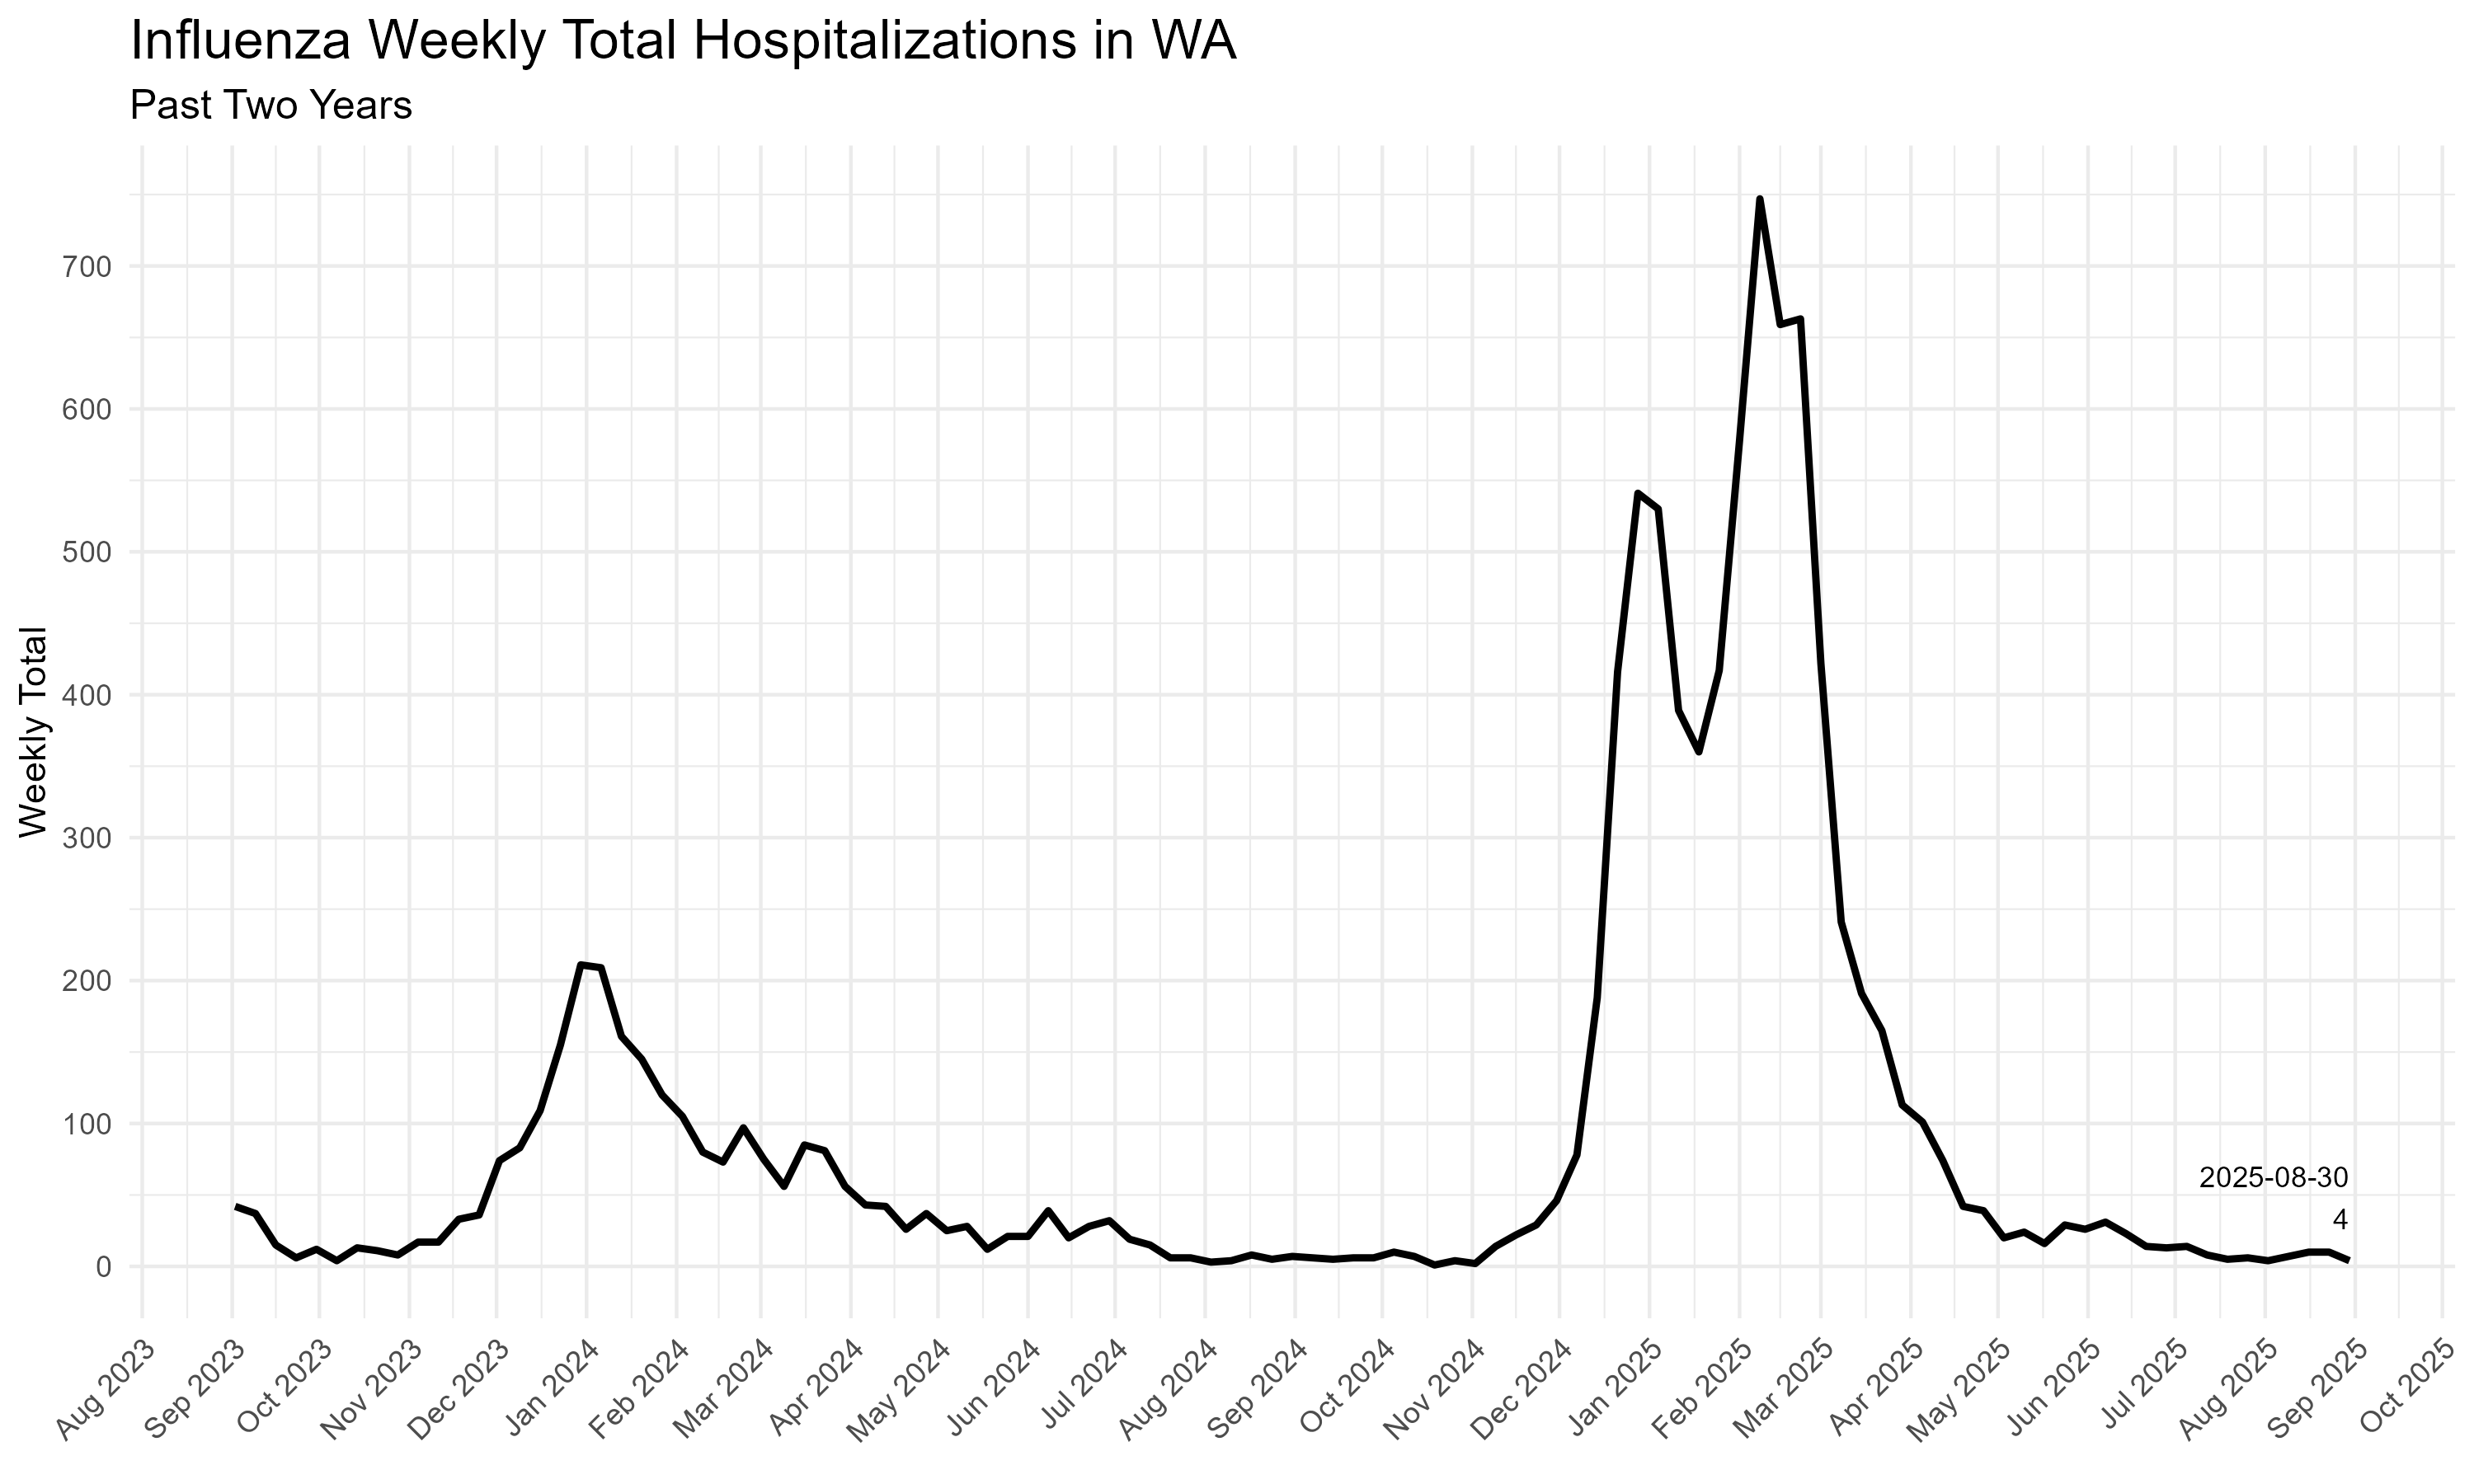 Influenza Weekly Total Hospitalizations in WA
Past Two Years
Weekly Total
700
600
500
400
300
200
100
0
2025-08-30
4
Aug 2023
Sep 2023
Oct 2023
Nov 2023
Dec 2023
Jan 2024
Feb 2024
Mar 2024
Apr 2024
May 2024
Jun 2024
Jul 2024
Aug 2024
Sep 2024
Oct 2024
Nov 2024
Dec 2024
Jan 2025
Feb 2025
Mar 2025
Apr 2025
May 2025
Jun 2025
Jul 2025
Aug 2025
Sep 2025
Oct 2025